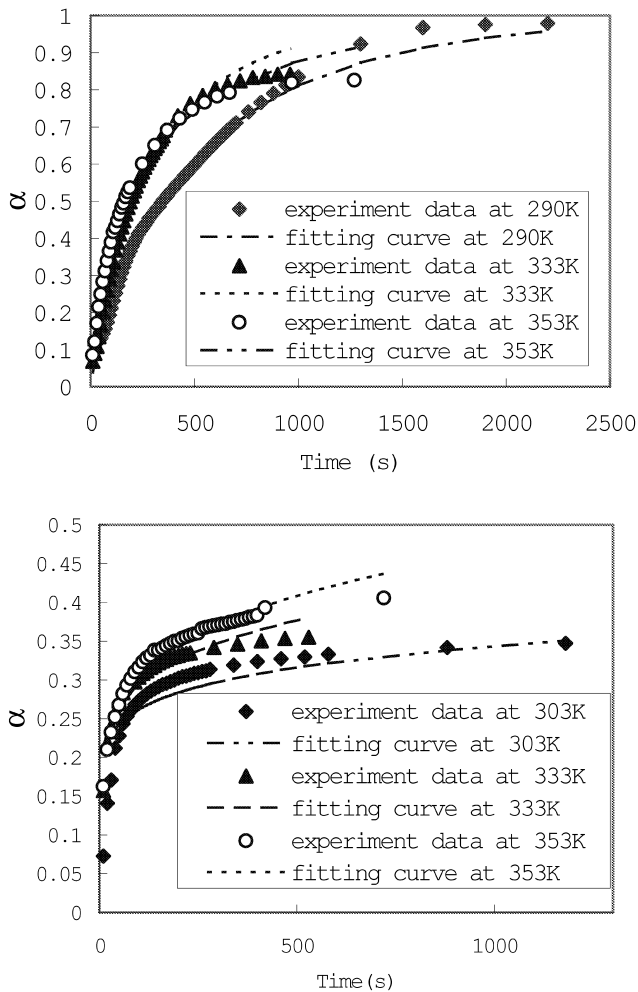 1
0.9
0.8
0.7
0.6
0.5
0.4
0.3
0.2
0.1
0
α
experiment data at 290K
fitting curve at 290K
experiment data at 333K
fitting curve at 333K
experiment data at 353K
fitting curve at 353K
0 500 1000 1500 2000 2500
Time (s)
0.5
0.45
0.4
0.35
0.3
0.25
0.2
0.15
0.1
0.05
0
α
experiment data at 303K
fitting curve at 303K
experiment data at 333K
fitting curve at 333K
experiment data at 353K
fitting curve at 353K
0 500 1000
Time(s)